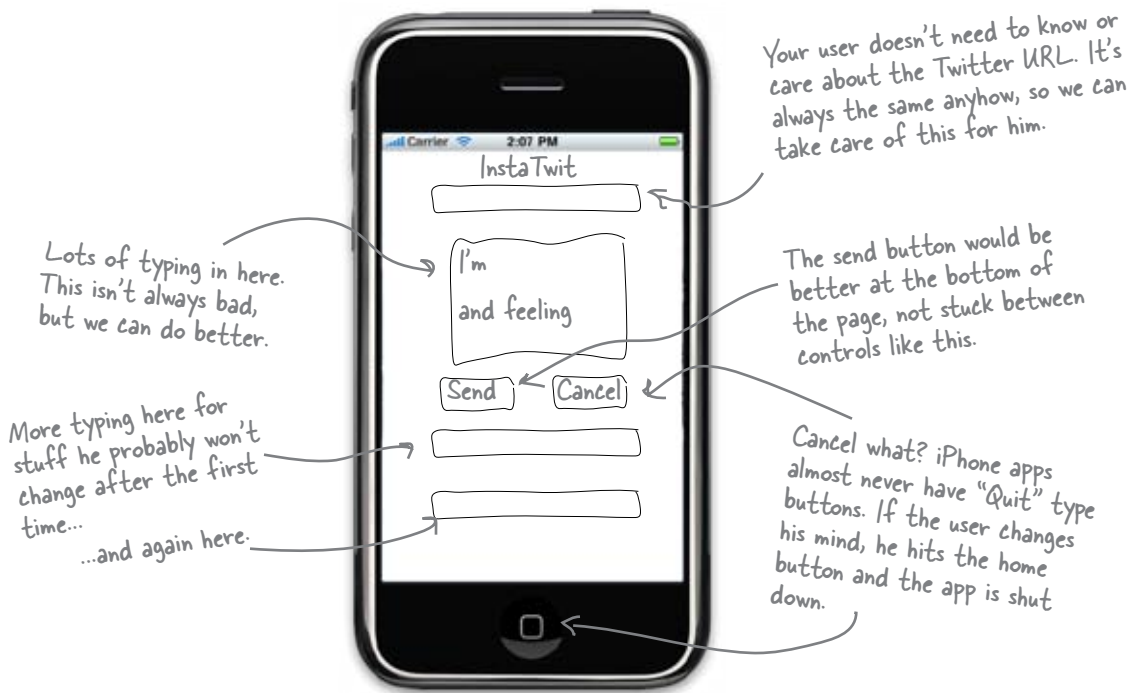 Your user doesn't need to know or
care about the Twitter URL. It's
always the same anyhow, so we can
take care of this for him.
Carrier 2:07 PM
InstaTwit
Lots of typing in here.
This isn't always bad,
but we can do better.
I'm
and feeling
The send button would be
better at the bottom of
the page, not stuck between
controls like this.
Send Cancel
More typing here for
stuff he probably won't
change after the first
time...
...and again here.
Cancel what? iPhone apps
almost never have "Quit" type
buttons. If the user changes
his mind, he hits the home
button and the app is shut
down.